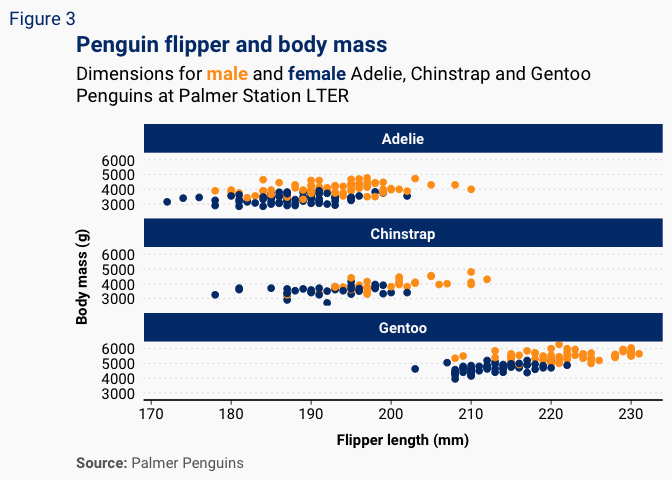 Figure 3
Penguin flipper and body mass
Dimensions for male and female Adelie, Chinstrap and Gentoo
Penguins at Palmer Station LTER
Adelie
6000
5000
4000
3000
Chinstrap
6000
5000
4000
3000
Body mass (g)
Gentoo
6000
5000
4000
3000
170 180 190 200 210 220 230
Flipper length (mm)
Source: Palmer Penguins